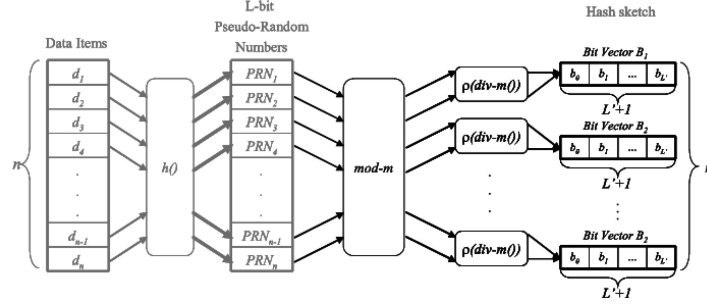 L-bit
Pseudo-Random
Numbers
Hash sketch
Data Items
Bit Vector B1
d1
PRN1
ρ(div-m())
b0 b1 ... bL'
d2
PRN2
L'+1
d3
PRN3
Bit Vector B2
d4
PRN4
ρ(div-m())
b0 b1 ... bL'
n
h()
mod-m
L'+1
.
.
.
.
.
.
.
.
.
⋮
Bit Vector B2
dn-1
PRNn-1
ρ(div-m())
b0 b1 ... bL'
dn
PRNn
L'+1